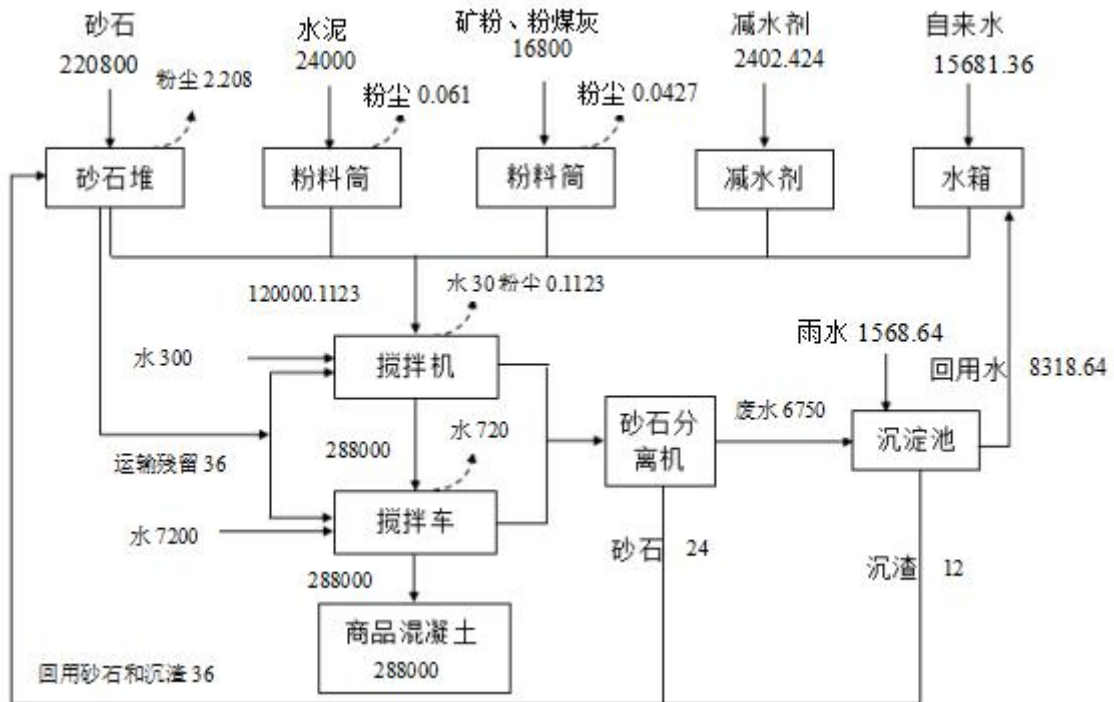 砂石
220800
水泥
24000
矿粉、粉煤灰
16800
减水剂
2402.424
自来水
15681.36
粉尘 2.208
粉尘 0.061
粉尘 0.0427
砂石堆
粉料筒
粉料筒
减水剂
水箱
120000.1123
水 30 粉尘 0.1123
雨水 1568.64
水 300
搅拌机
回用水 8318.64
废水 6750
砂石分
离机
沉淀池
水 720
288000
运输残留 36
搅拌车
水 7200
砂石 24
沉渣 12
288000
商品混凝土
288000
回用砂石和沉渣 36